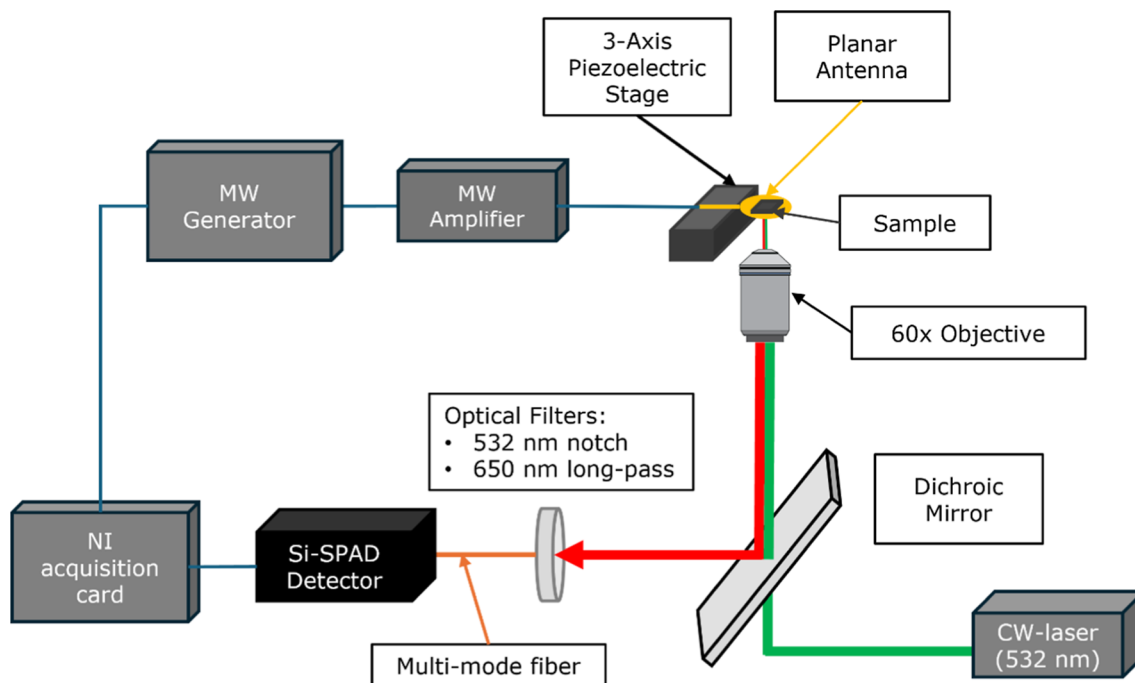 3-Axis
Piezoelectric
Stage
Planar
Antenna
MW
Generator
MW
Amplifier
Sample
60x Objective
Optical Filters:
• 532 nm notch
• 650 nm long-pass
Dichroic
Mirror
NI
acquisition
card
Si-SPAD
Detector
CW-laser
(532 nm)
Multi-mode fiber